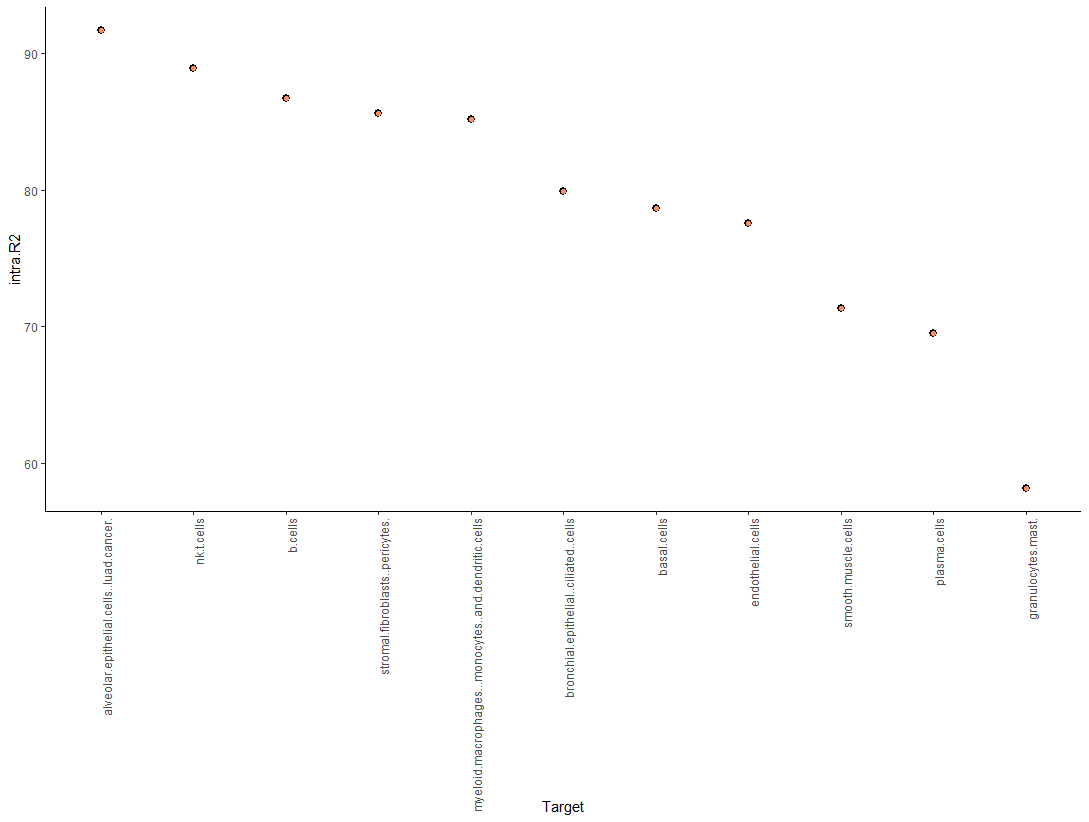 90
80
70
60
intra.R2
alveolar.epithelial.cells..luad.cancer.
nk.t.cells
b.cells
stromal.fibroblasts..pericytes.
myeloid.macrophages...monocytes..and.dendritic.cells
bronchial.epithelial..ciliated..cells
basal.cells
endothelial.cells
smooth.muscle.cells
plasma.cells
granulocytes.mast.
Target